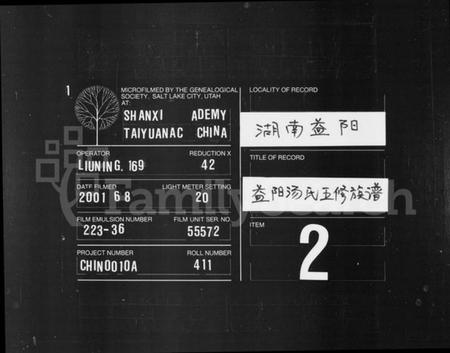 1
MICROFILMED BY THE GENEALOGICAL
SOCIETY, SALT LAKE CITY, UTAH
AT:
SHANXI ADEMY
TAIYUANAC CHINA
OPERATOR REDUCTION X
LIUNING. 169 42
DATE FILMED LIGHT METER SETTING
2001 6 8 20
FILM EMULSION NUMBER FILM UNIT SER. NO.
223-36 55572
PROJECT NUMBER ROLL NUMBER
CHIN0010A 411
LOCALITY OF RECORD
湖南益阳
TITLE OF RECORD
益阳汤氏五修族谱
ITEM
2
FamilySearch